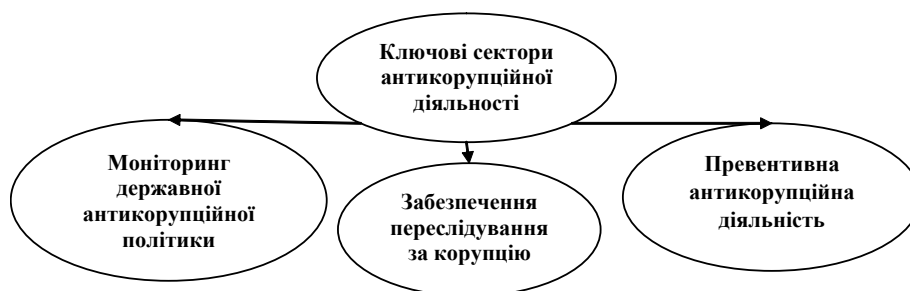 Ключові сектори
антикорупційної
діяльності
Моніторинг
державної
антикорупційної
політики
Забезпечення
переслідування
за корупцію
Превентивна
антикорупційна
діяльність